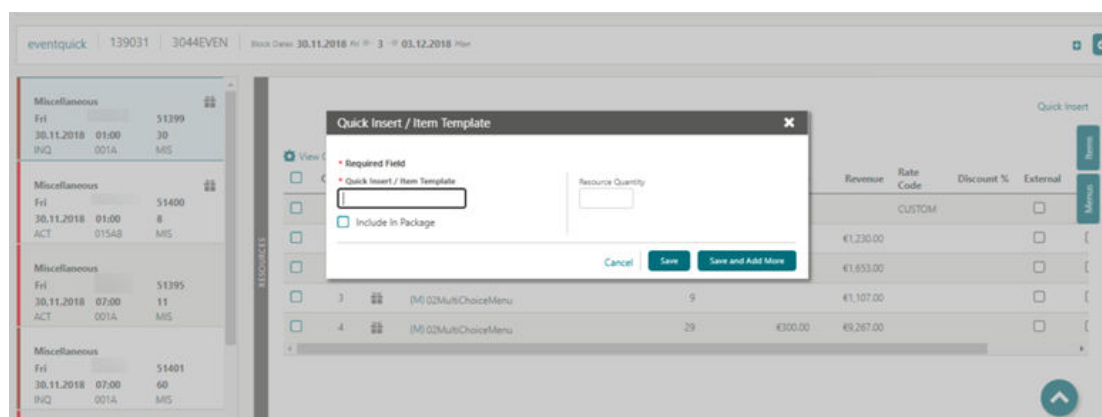 eventquick 139031 3044EVEN Block Dates 30.11.2018 Fri 3 03.12.2018 Mon
Miscellaneous
Fri 51399
30.11.2018 01:00 30
INQ 001A MIS
Miscellaneous
Fri 51400
30.11.2018 01:00 8
ACT 015AB MIS
Miscellaneous
Fri 51395
30.11.2018 07:00 11
ACT 001A MIS
Miscellaneous
Fri 51401
30.11.2018 07:00 60
INQ 001A MIS
RESOURCES
Quick Insert
Items
Menus
View
Revenue Rate Code Discount % External
CUSTOM
€1,230.00
€1,653.00
3 (M) 02MultiChoiceMenu 9 €1,107.00
4 (M) 02MultiChoiceMenu 29 €300.00 €9,267.00
Quick Insert / Item Template
* Required Field
* Quick Insert / Item Template Resource Quantity
Include In Package
Cancel Save Save and Add More